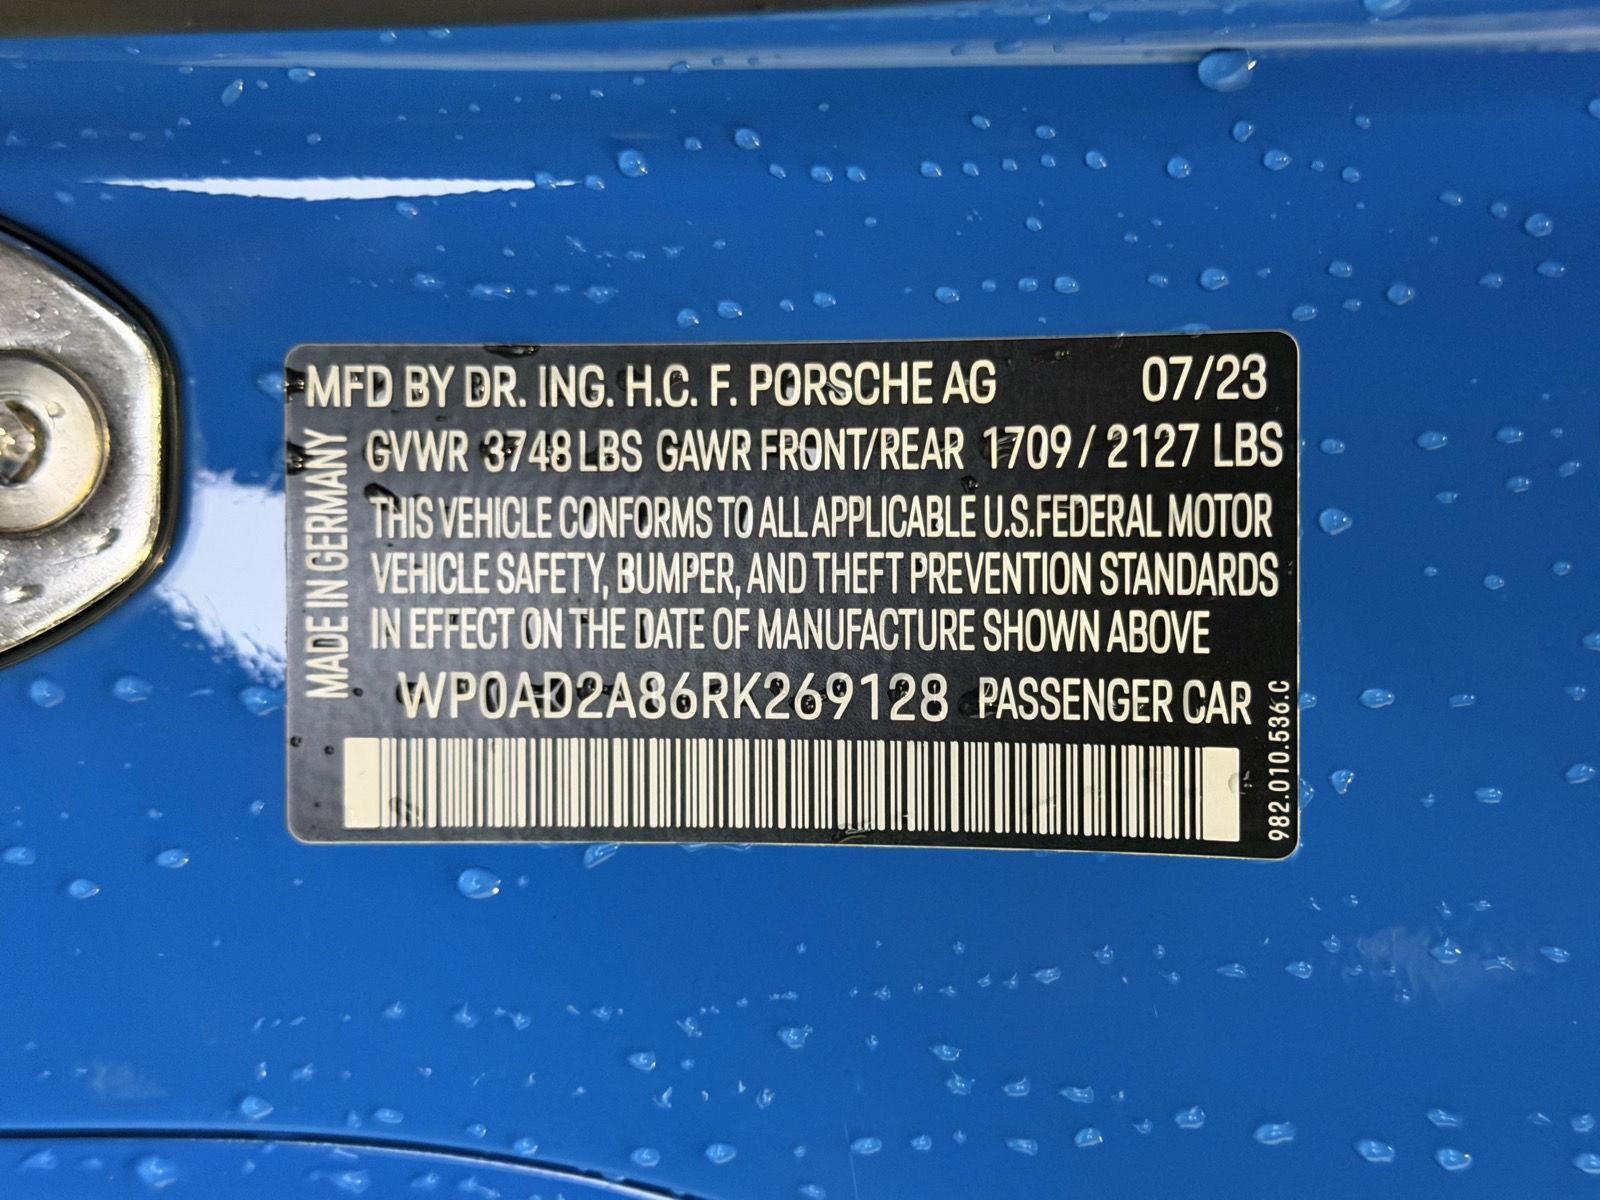 MFD BY DR. ING. H.C. F. PORSCHE AG 07/23
GVWR 3748 LBS GAWR FRONT/REAR 1709 / 2127 LBS
THIS VEHICLE CONFORMS TO ALL APPLICABLE U.S.FEDERAL MOTOR
VEHICLE SAFETY, BUMPER, AND THEFT PREVENTION STANDARDS
IN EFFECT ON THE DATE OF MANUFACTURE SHOWN ABOVE
WP0AD2A86RK269128 PASSENGER CAR
MADE IN GERMANY
982.010.536.C